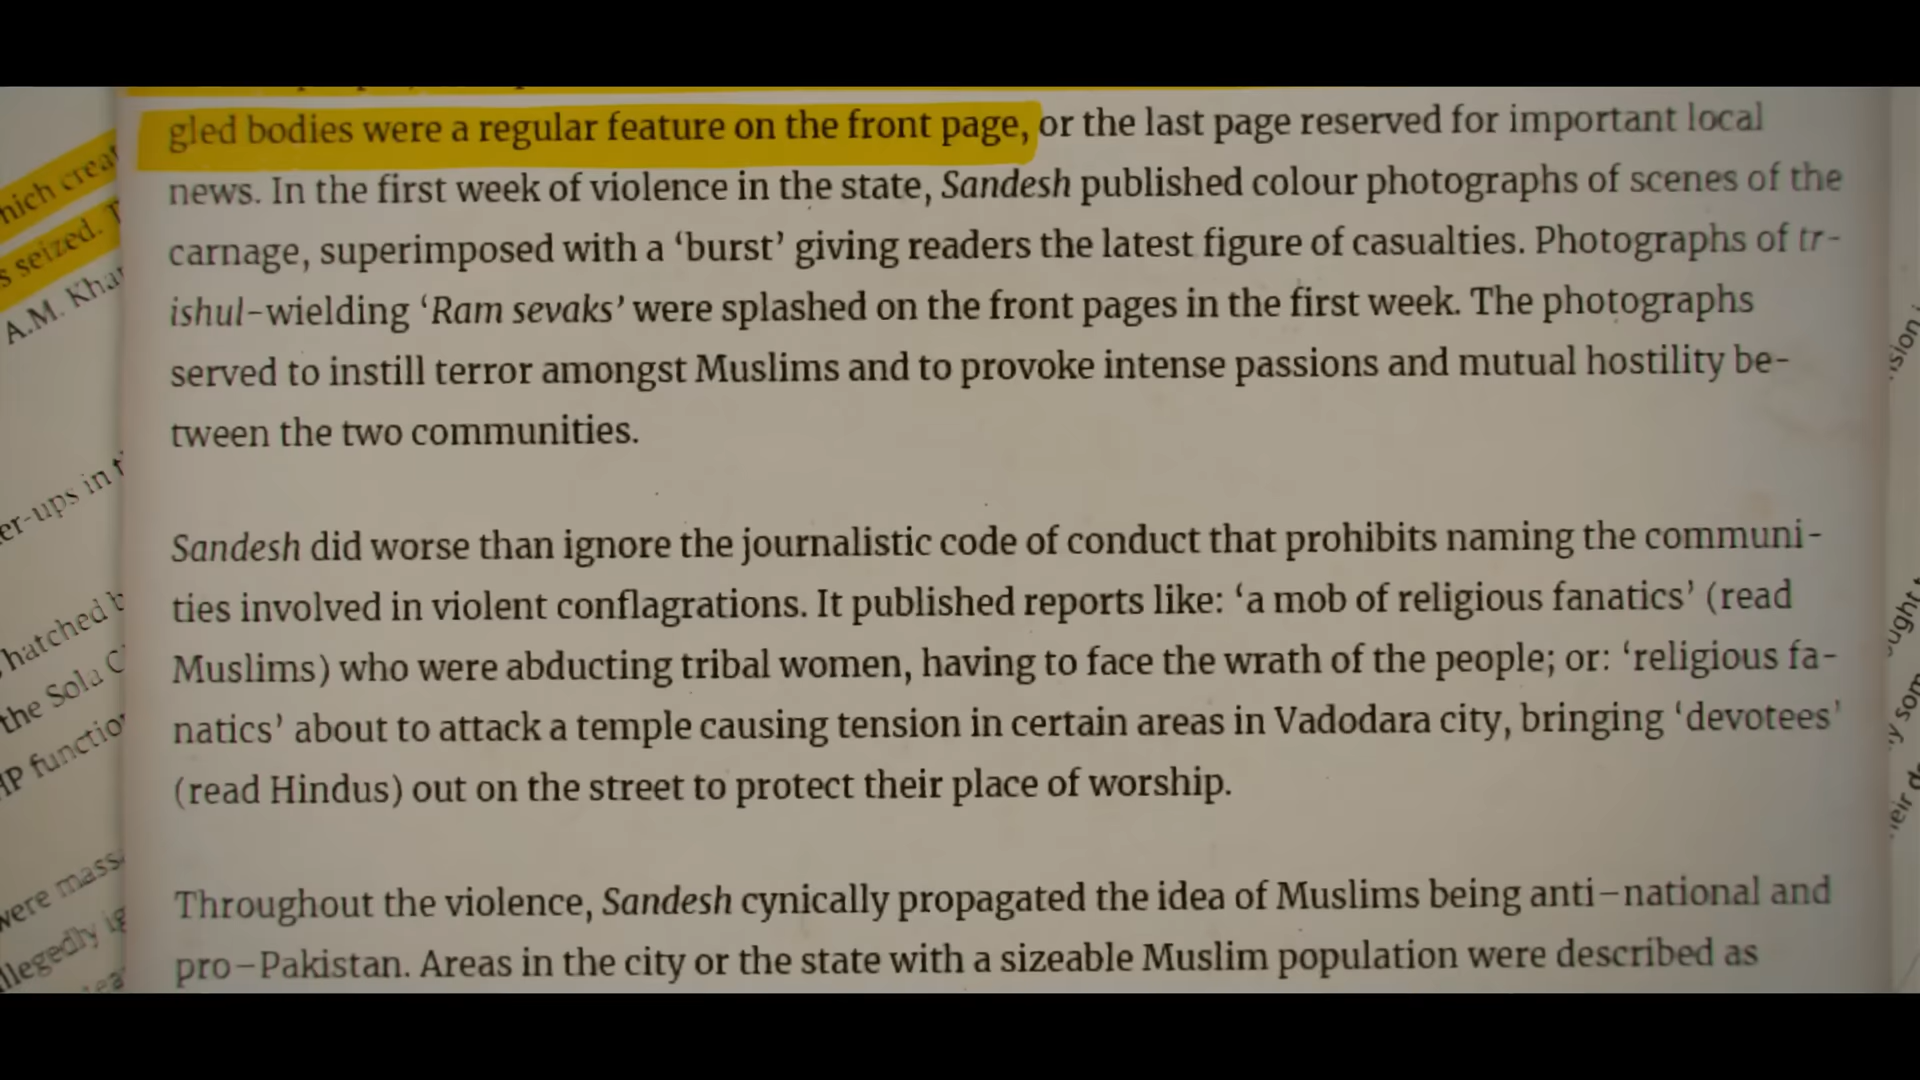 gled bodies were a regular feature on the front page, or the last page reserved for important local
news. In the first week of violence in the state, Sandesh published colour photographs of scenes of the
carnage, superimposed with a ‘burst’ giving readers the latest figure of casualties. Photographs of tr-
ishul-wielding ‘Ram sevaks’ were splashed on the front pages in the first week. The photographs
served to instill terror amongst Muslims and to provoke intense passions and mutual hostility be-
tween the two communities.
Sandesh did worse than ignore the journalistic code of conduct that prohibits naming the communi-
ties involved in violent conflagrations. It published reports like: ‘a mob of religious fanatics’ (read
Muslims) who were abducting tribal women, having to face the wrath of the people; or: ‘religious fa-
natics’ about to attack a temple causing tension in certain areas in Vadodara city, bringing ‘devotees’
(read Hindus) out on the street to protect their place of worship.
Throughout the violence, Sandesh cynically propagated the idea of Muslims being anti-national and
pro-Pakistan. Areas in the city or the state with a sizeable Muslim population were described as
seized.
A.M.
er-ups in
hatched
the Sola
were